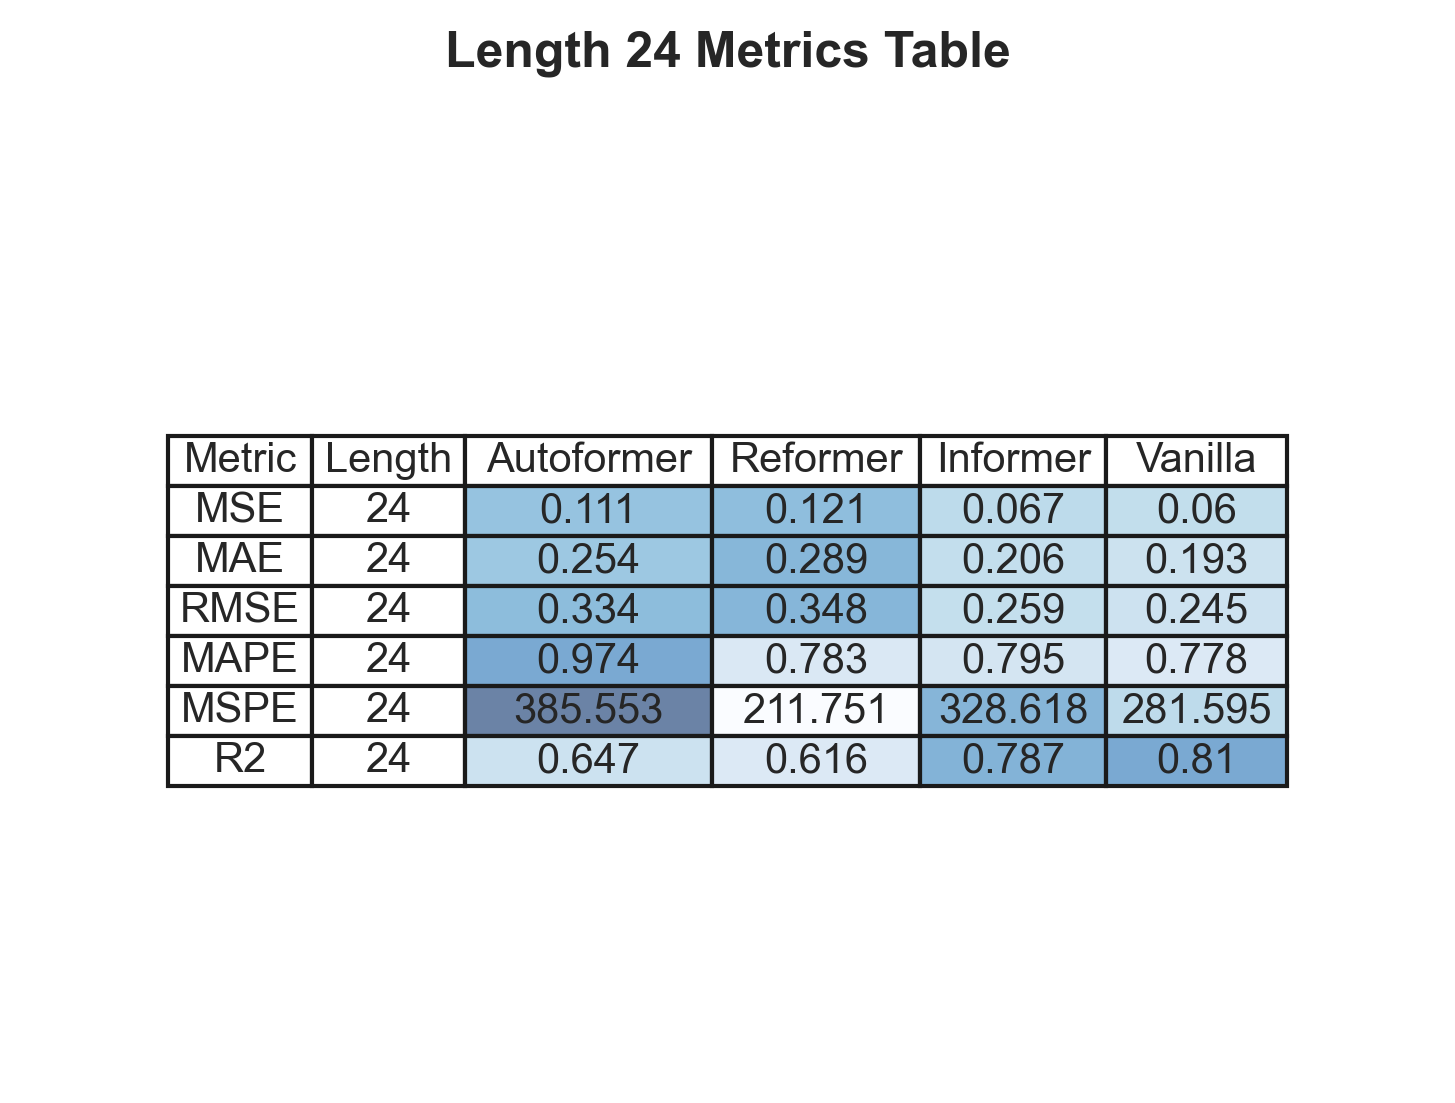 Length 24 Metrics Table
Metric Length Autoformer Reformer Informer Vanilla
MSE 24 0.111 0.121 0.067 0.06
MAE 24 0.254 0.289 0.206 0.193
RMSE 24 0.334 0.348 0.259 0.245
MAPE 24 0.974 0.783 0.795 0.778
MSPE 24 385.553 211.751 328.618 281.595
R2 24 0.647 0.616 0.787 0.81